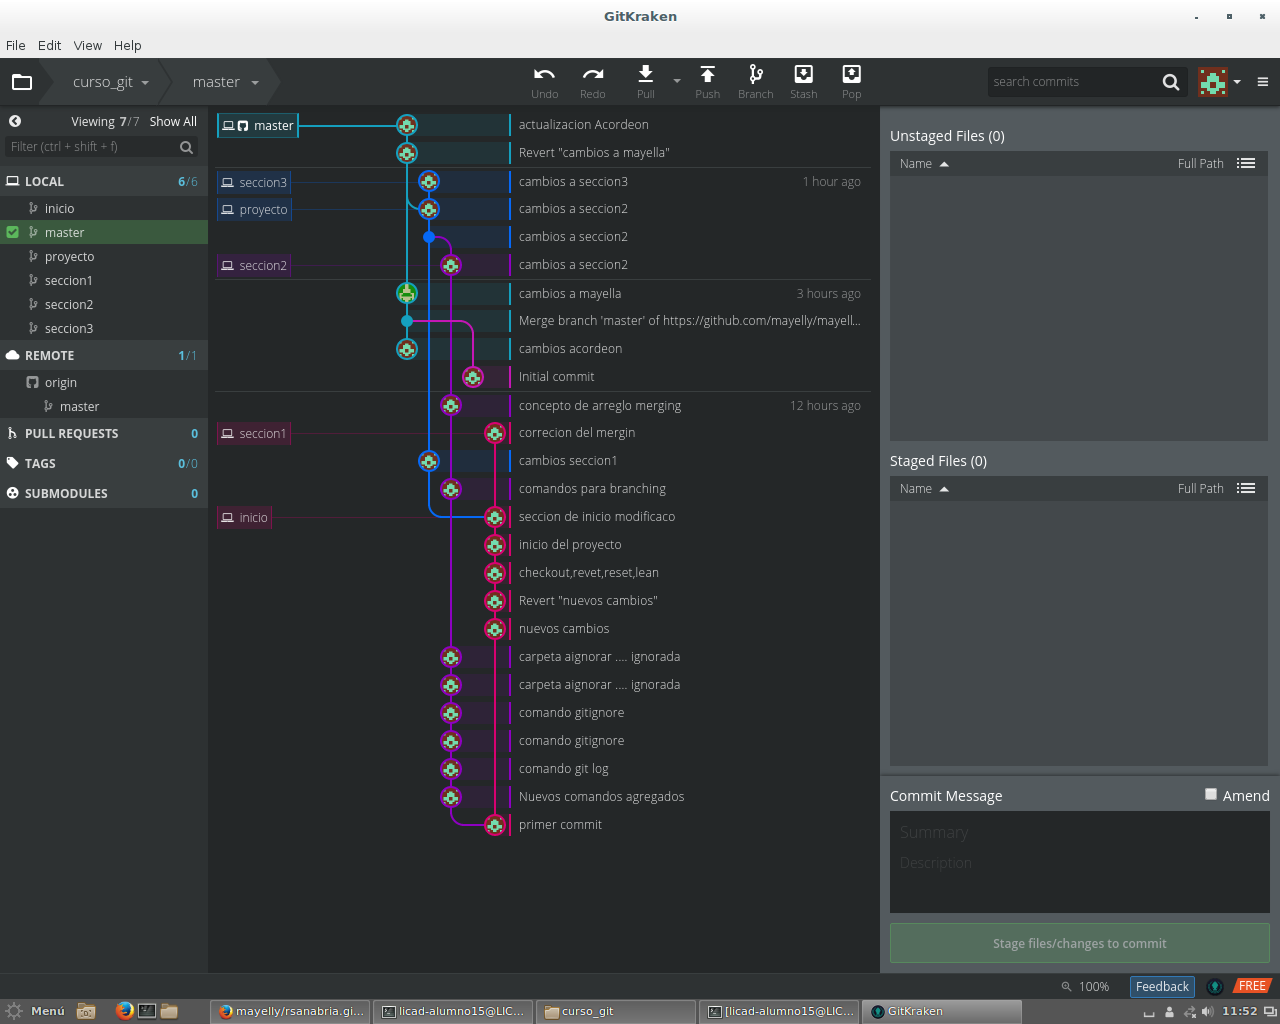 GitKraken
File Edit View Help
curso_git master Undo Redo Pull Push Branch Stash Pop search commits
Viewing 7/7 Show All
Filter (ctrl + shift + f)
LOCAL 6/6
inicio
master
proyecto
seccion1
seccion2
seccion3
REMOTE 1/1
origin
master
PULL REQUESTS 0
TAGS 0/0
SUBMODULES 0
master actualizacion Acordeon
Revert "cambios a mayella"
seccion3 cambios a seccion3 1 hour ago
proyecto cambios a seccion2
cambios a seccion2
seccion2 cambios a seccion2
cambios a mayella 3 hours ago
Merge branch 'master' of https://github.com/mayelly/mayell...
cambios acordeon
Initial commit
concepto de arreglo merging 12 hours ago
seccion1 correcion del mergin
cambios seccion1
comandos para branching
inicio seccion de inicio modificaco
inicio del proyecto
checkout,revet,reset,lean
Revert "nuevos cambios"
nuevos cambios
carpeta aignorar .... ignorada
carpeta aignorar .... ignorada
comando gitignore
comando gitignore
comando git log
Nuevos comandos agregados
primer commit
Unstaged Files (0)
Name Full Path
Staged Files (0)
Name Full Path
Commit Message Amend
Summary
Description
Stage files/changes to commit
100% Feedback FREE
Menú mayelly/rsanabria.gi... licad-alumno15@LIC... curso_git [licad-alumno15@LIC... GitKraken 11:52